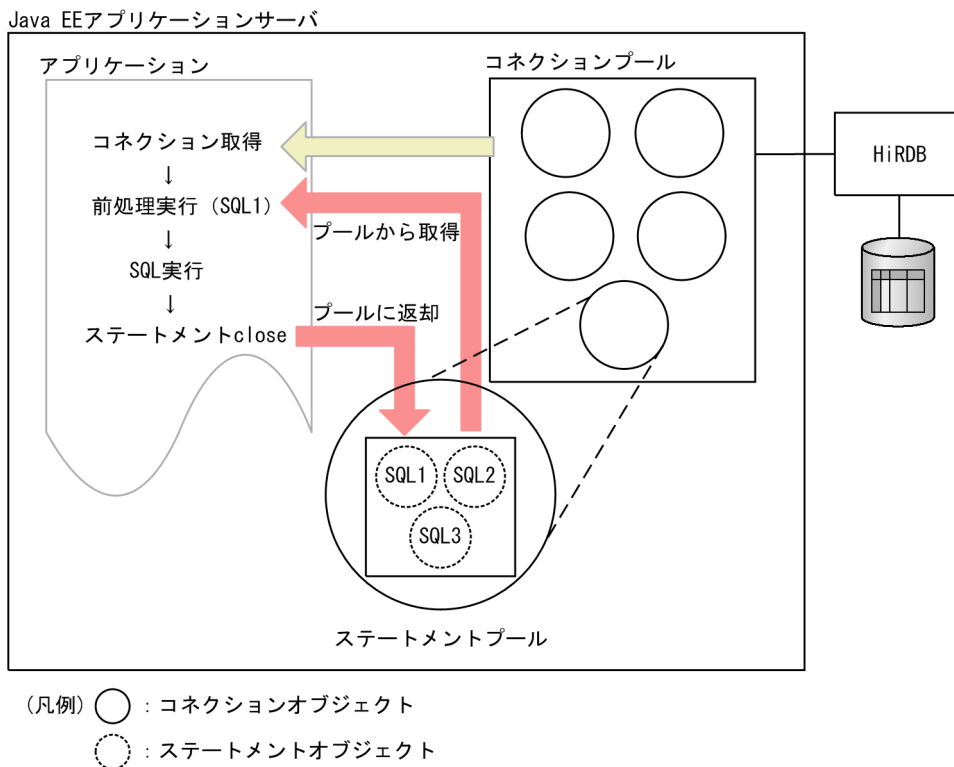 Java EEアプリケーションサーバ
アプリケーション
コネクションプール
コネクション取得
↓
前処理実行（SQL1）
↓
SQL実行
↓
ステートメントclose
プールから取得
プールに返却
HiRDB
SQL1
SQL2
SQL3
ステートメントプール
（凡例）
：コネクションオブジェクト
：ステートメントオブジェクト